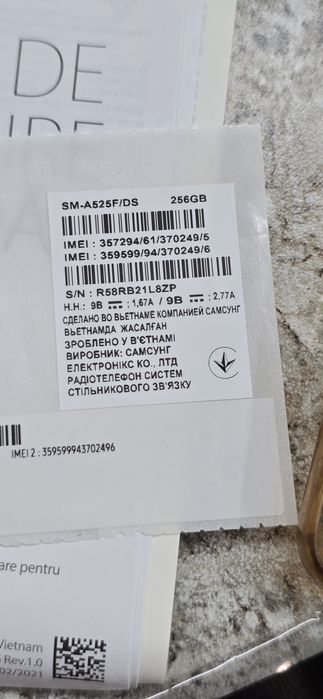 DE
SM-A525F/DS 256GB
IMEI : 357294/61/370249/5
IMEI : 359599/94/370249/6
S/N : R58RB21L8ZP
H.H.: 9B ; 1,67A / 9B ; 2,77A
СДЕЛАНО ВО ВЬЕТНАМЕ КОМПАНИЕЙ САМСУНГ
ВЬЕТНАМДА ЖАСАЛҒАН
ЗРОБЛЕНО У В'ЄТНАМІ
ВИРОБНИК: САМСУНГ
ЕЛЕКТРОНІКС КО., ЛТД
РАДІОТЕЛЕФОН СИСТЕМ
СТІЛЬНИКОВОГО ЗВ'ЯЗКУ
IMEI 2 : 359599943702496
are pentru
Vietnam
Rev.1.0
02/2021